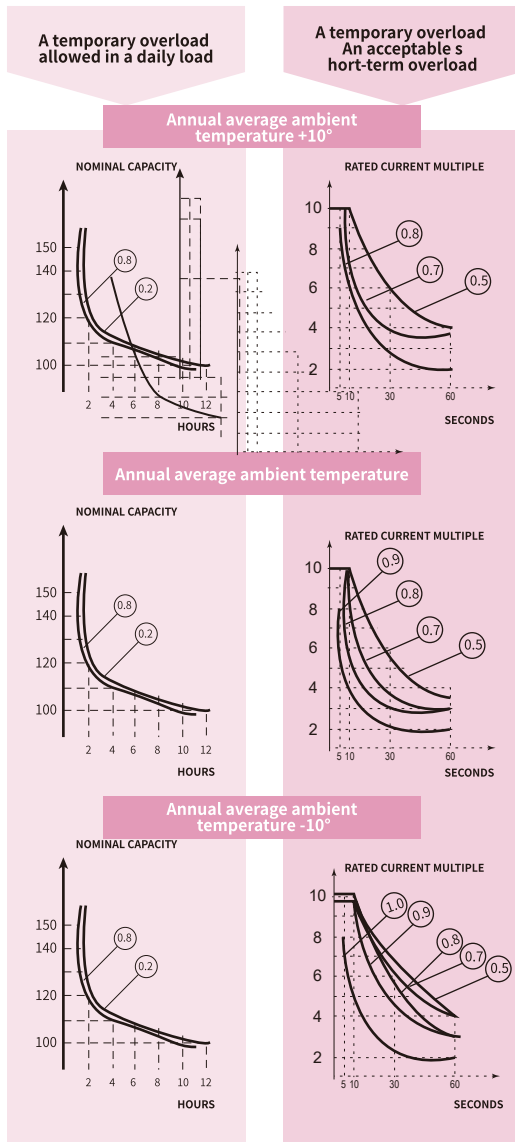 A temporary overload
allowed in a daily load
A temporary overload
An acceptable s
hort-term overload
Annual average ambient
temperature +10°
NOMINAL CAPACITY
150
140
120
100
0.8
0.2
2 4 6 8 10 12
HOURS
RATED CURRENT MULTIPLE
10
8
6
4
2
0.8
0.7
0.5
5 10 30 60
SECONDS
Annual average ambient temperature
NOMINAL CAPACITY
150
140
120
100
0.8
0.2
2 4 6 8 10 12
HOURS
RATED CURRENT MULTIPLE
10
8
6
4
2
0.9
0.8
0.7
0.5
5 10 30 60
SECONDS
Annual average ambient
temperature -10°
NOMINAL CAPACITY
150
140
120
100
0.8
0.2
2 4 6 8 10 12
HOURS
RATED CURRENT MULTIPLE
10
8
6
4
2
1.0
0.9
0.8
0.7
0.5
5 10 30 60
SECONDS